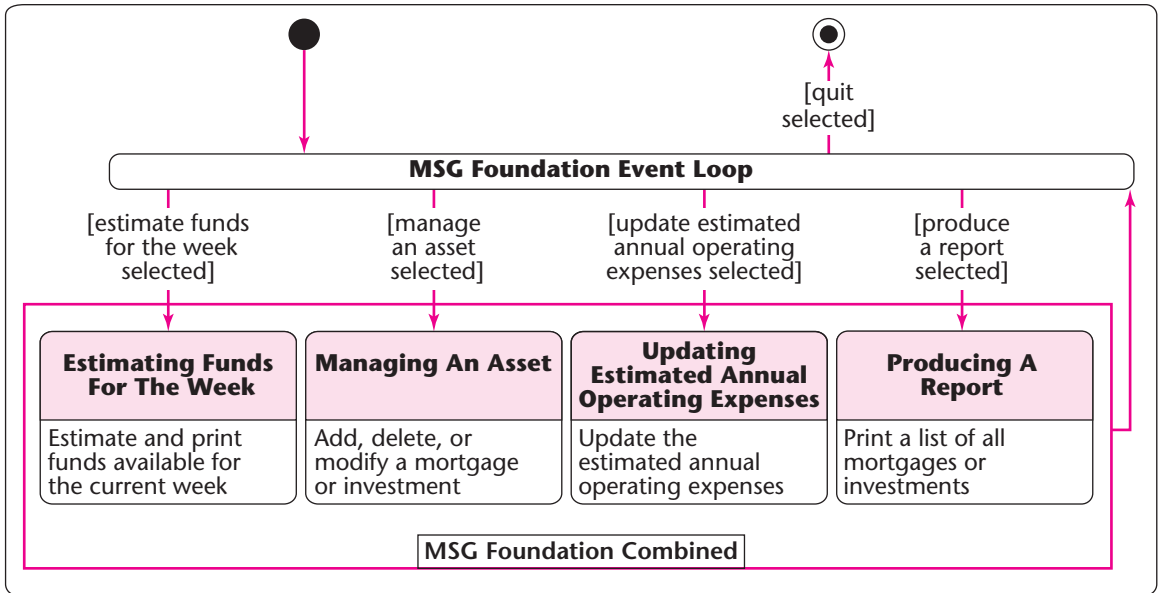 [quit
selected]
MSG Foundation Event Loop
[estimate funds
for the week
selected]
[manage
an asset
selected]
[update estimated
annual operating
expenses selected]
[produce
a report
selected]
Estimating Funds
For The Week
Estimate and print
funds available for
the current week
Managing An Asset
Add, delete, or
modify a mortgage
or investment
Updating
Estimated Annual
Operating Expenses
Update the
estimated annual
operating expenses
Producing A
Report
Print a list of all
mortgages or
investments
MSG Foundation Combined